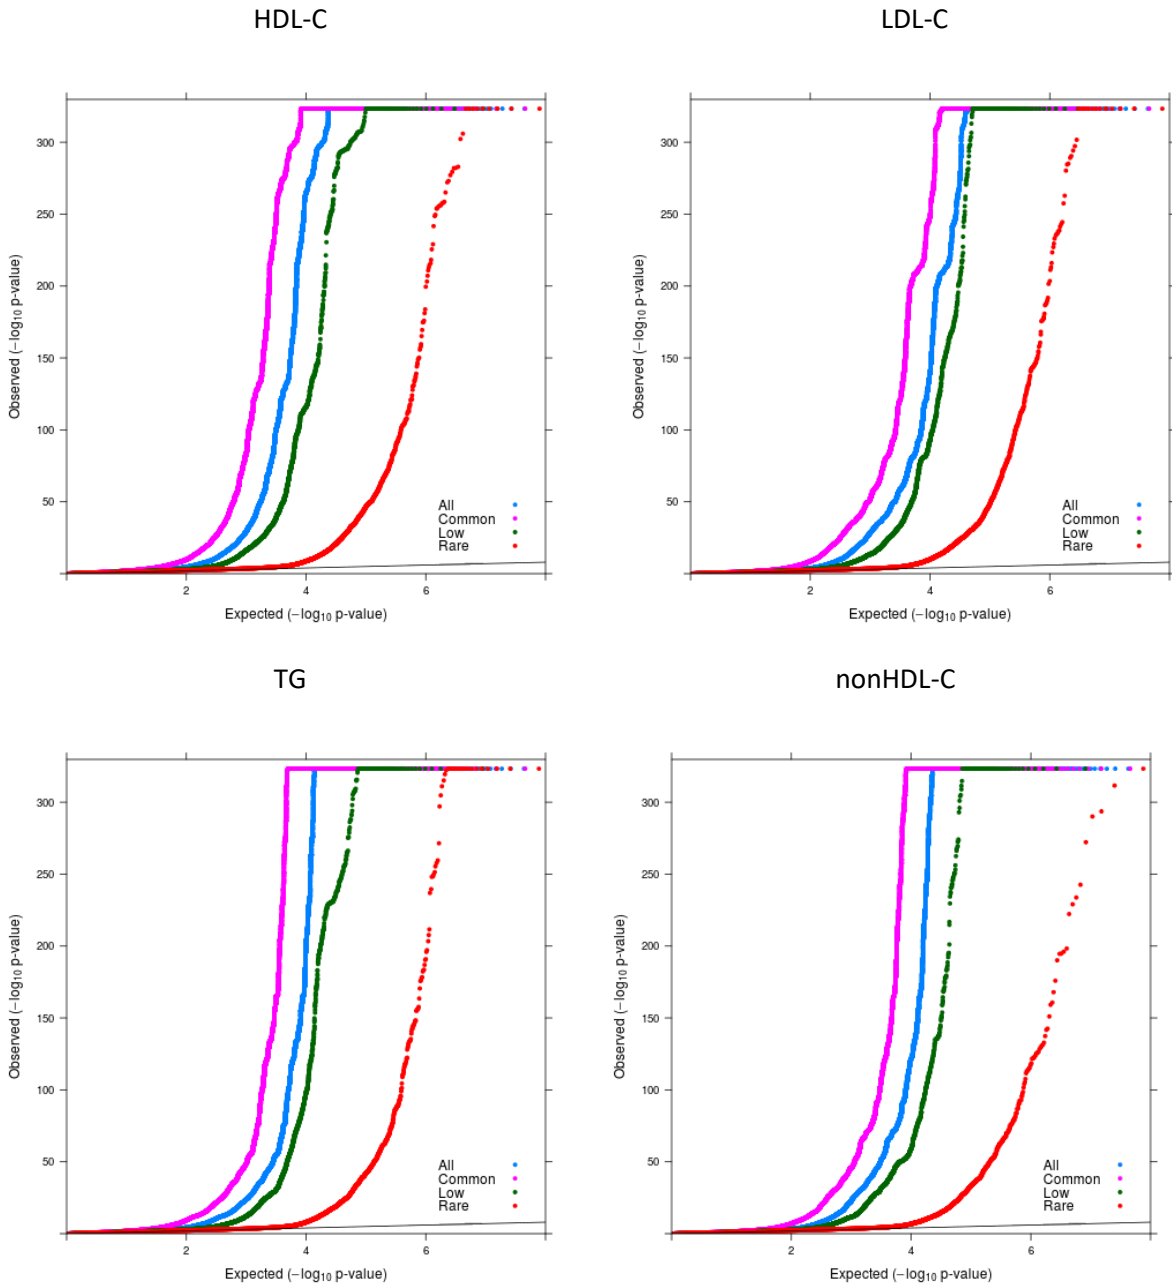 HDL-C
Observed (−log10 p-value)
300
250
200
150
100
50
All
Common
Low
Rare
2
4
6
Expected (−log10 p-value)
LDL-C
Observed (−log10 p-value)
300
250
200
150
100
50
All
Common
Low
Rare
2
4
6
Expected (−log10 p-value)
TG
Observed (−log10 p-value)
300
250
200
150
100
50
All
Common
Low
Rare
2
4
6
Expected (−log10 p-value)
nonHDL-C
Observed (−log10 p-value)
300
250
200
150
100
50
All
Common
Low
Rare
2
4
6
Expected (−log10 p-value)